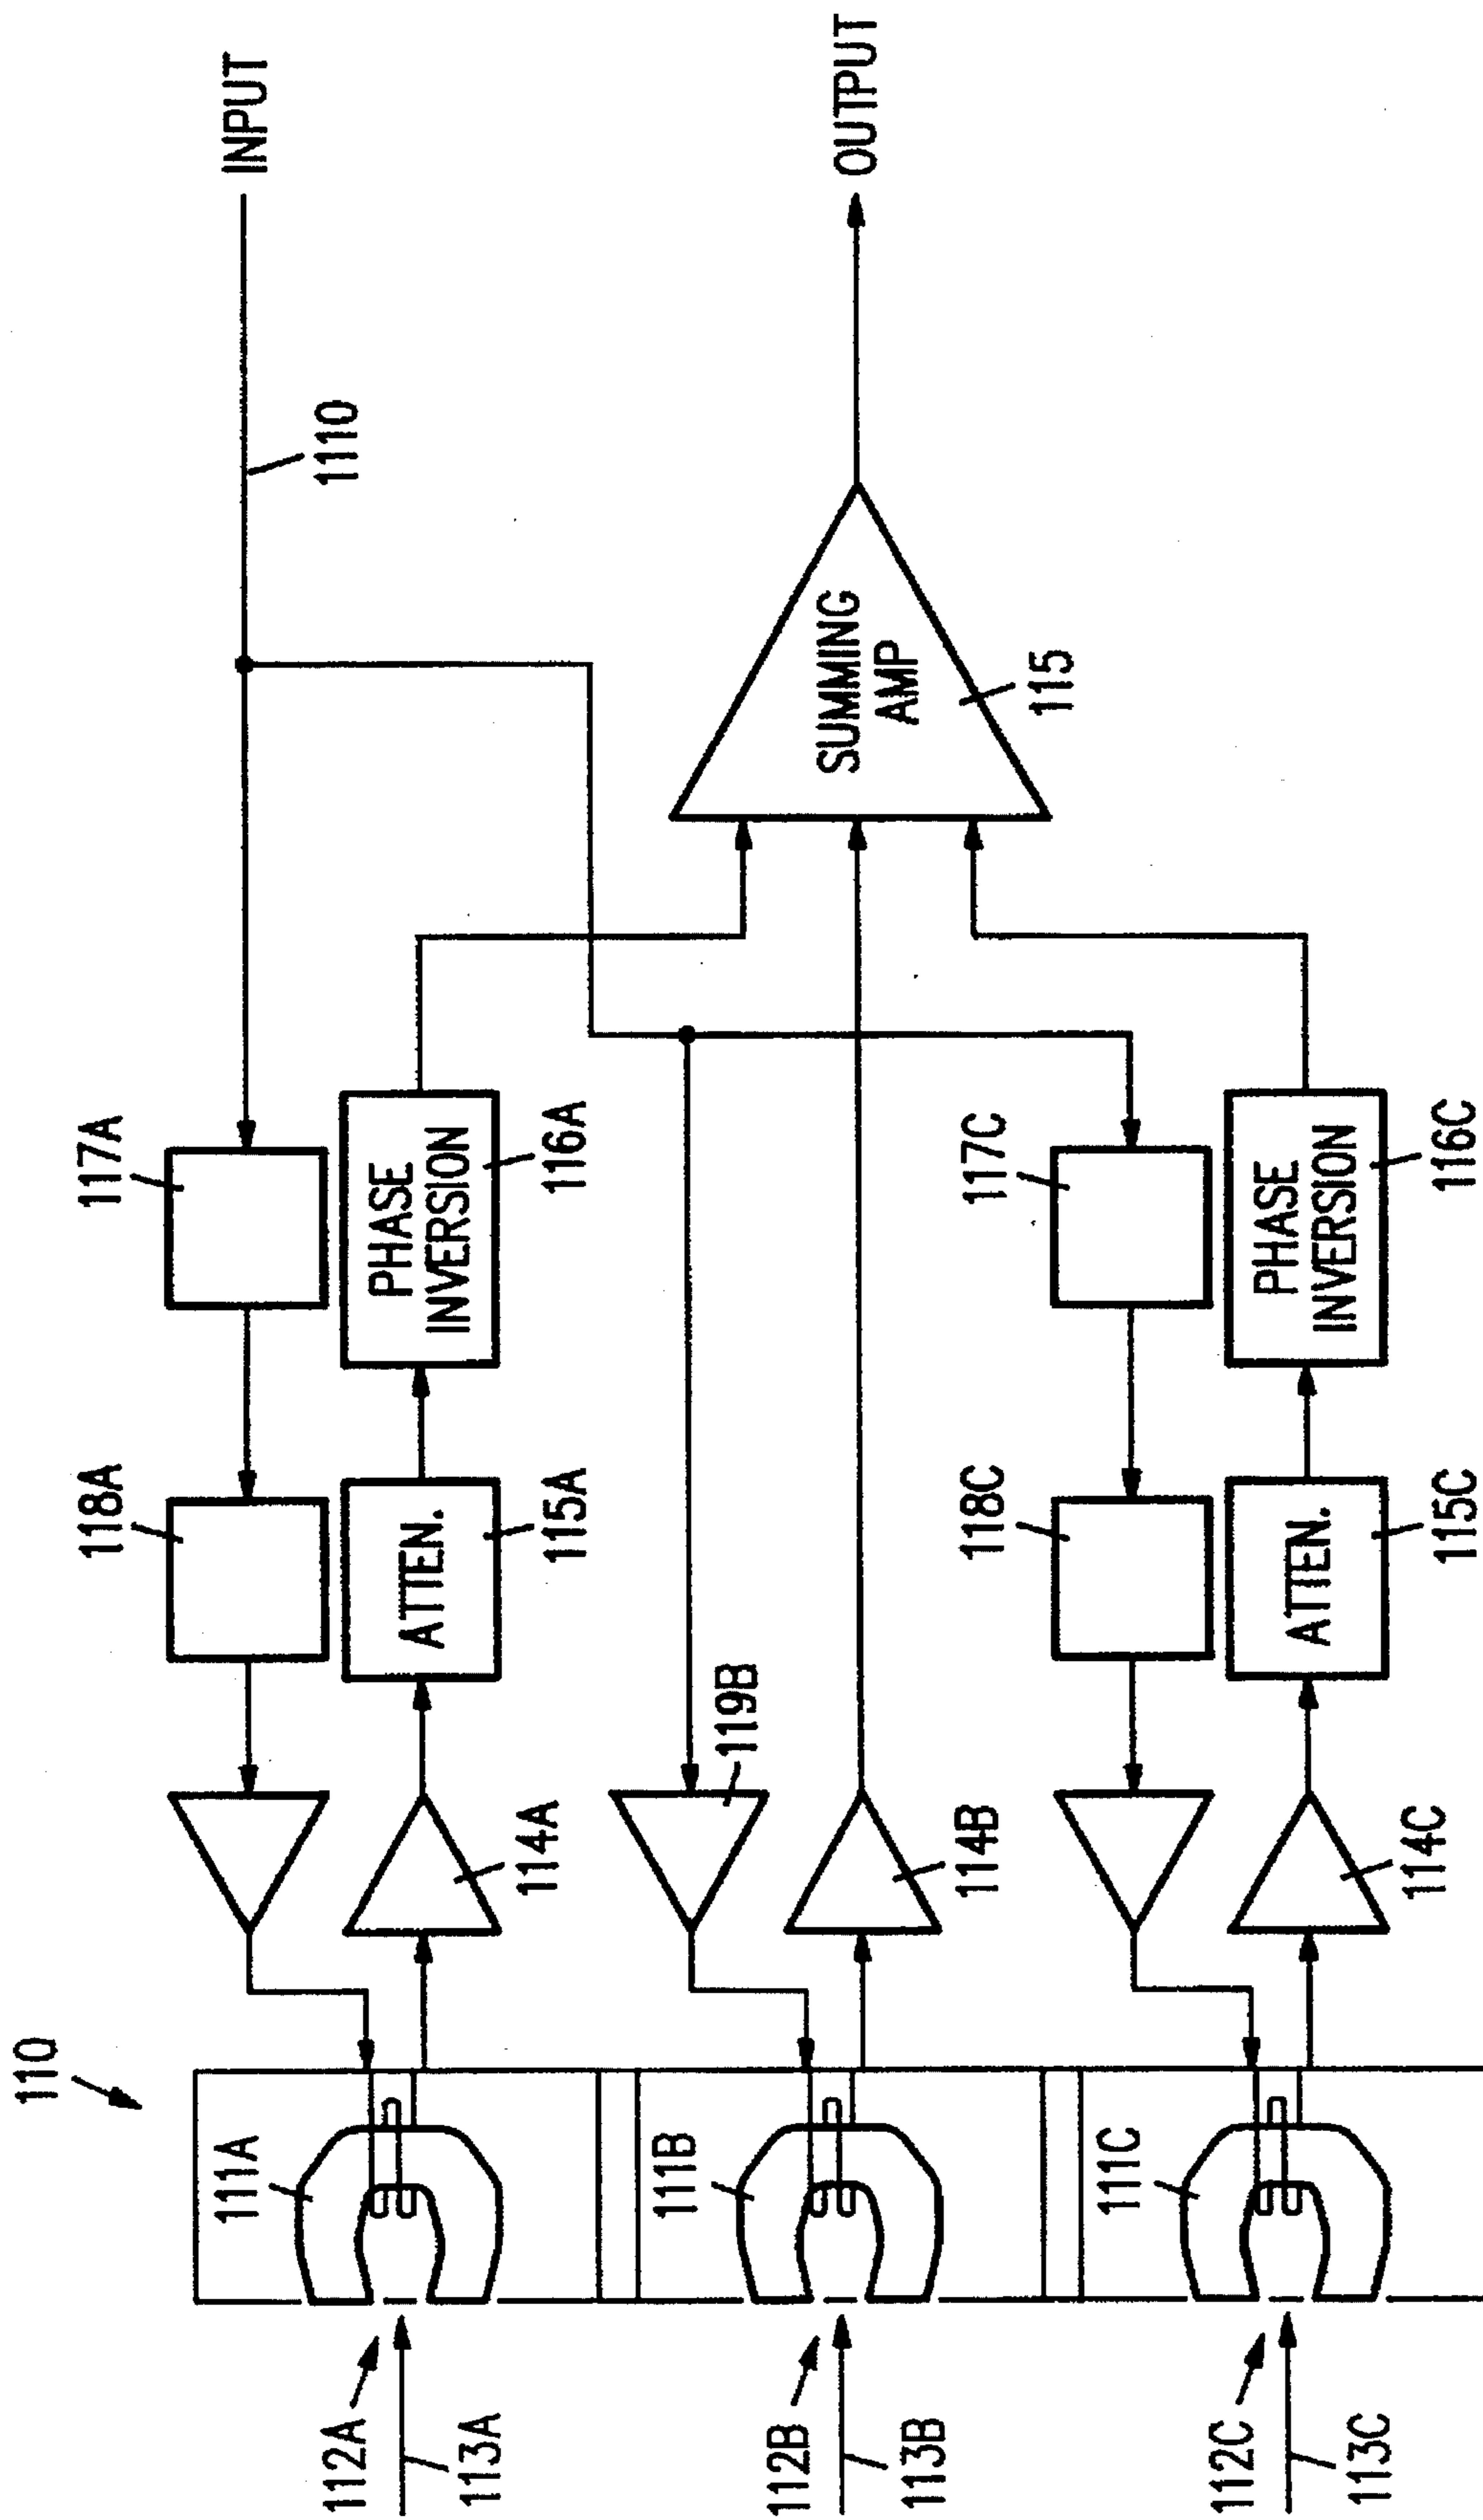 110
118A
117A
111A
INPUT
112A
1110
ATTEN.
PHASE
INVERSION
113A
114A
115A
116A
111B
119B
112B
SUMMING
AMP
OUTPUT
113B
114B
115
118C
117C
111C
112C
ATTEN.
PHASE
INVERSION
113C
114C
115C
116C